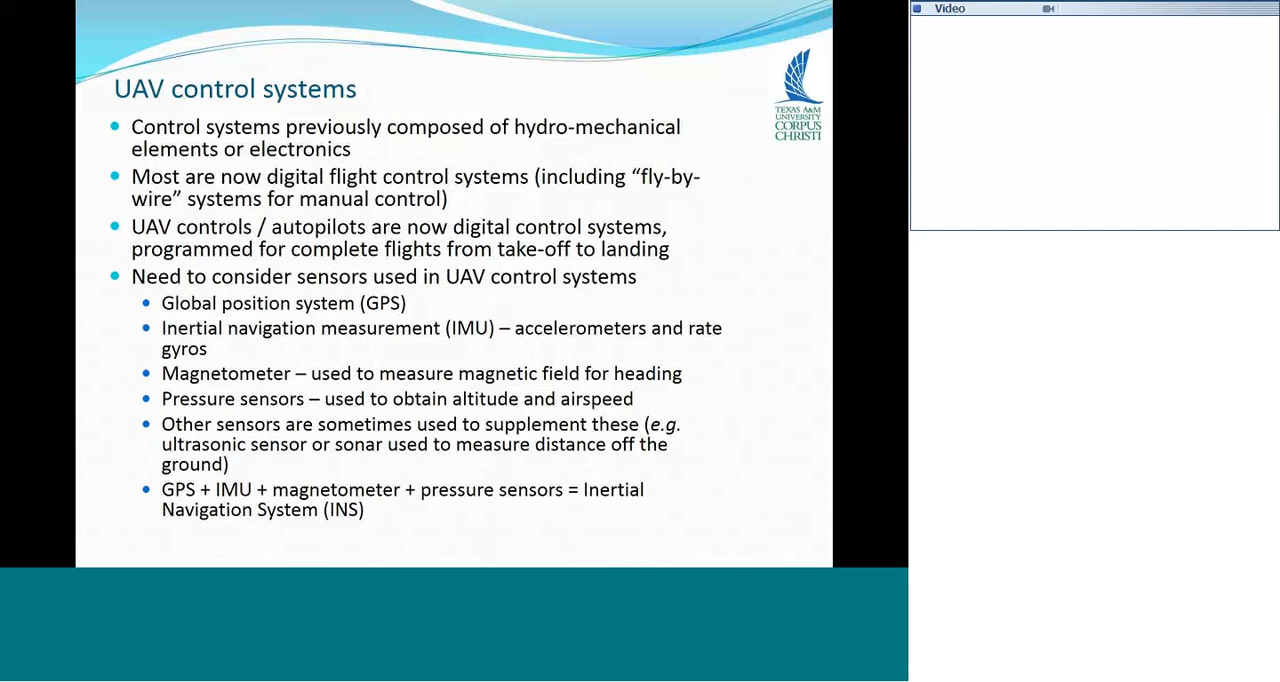 Video
UAV control systems
TEXAS A&M
UNIVERSITY
CORPUS
CHRISTI
• Control systems previously composed of hydro-mechanical
elements or electronics
• Most are now digital flight control systems (including “fly-by-
wire” systems for manual control)
• UAV controls / autopilots are now digital control systems,
programmed for complete flights from take-off to landing
• Need to consider sensors used in UAV control systems
• Global position system (GPS)
• Inertial navigation measurement (IMU) – accelerometers and rate
gyros
• Magnetometer – used to measure magnetic field for heading
• Pressure sensors – used to obtain altitude and airspeed
• Other sensors are sometimes used to supplement these (e.g.
ultrasonic sensor or sonar used to measure distance off the
ground)
• GPS + IMU + magnetometer + pressure sensors = Inertial
Navigation System (INS)